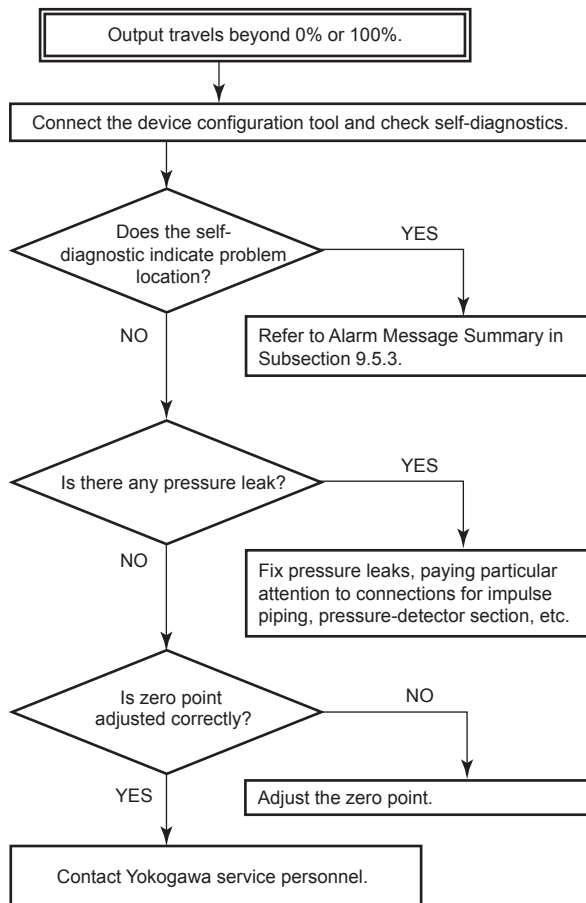 Output travels beyond 0% or 100%.
Connect the device configuration tool and check self-diagnostics.
Does the self-
diagnostic indicate problem
location?
YES
NO
Refer to Alarm Message Summary in
Subsection 9.5.3.
Is there any pressure leak?
YES
NO
Fix pressure leaks, paying particular
attention to connections for impulse
piping, pressure-detector section, etc.
Is zero point
adjusted correctly?
NO
YES
Adjust the zero point.
Contact Yokogawa service personnel.